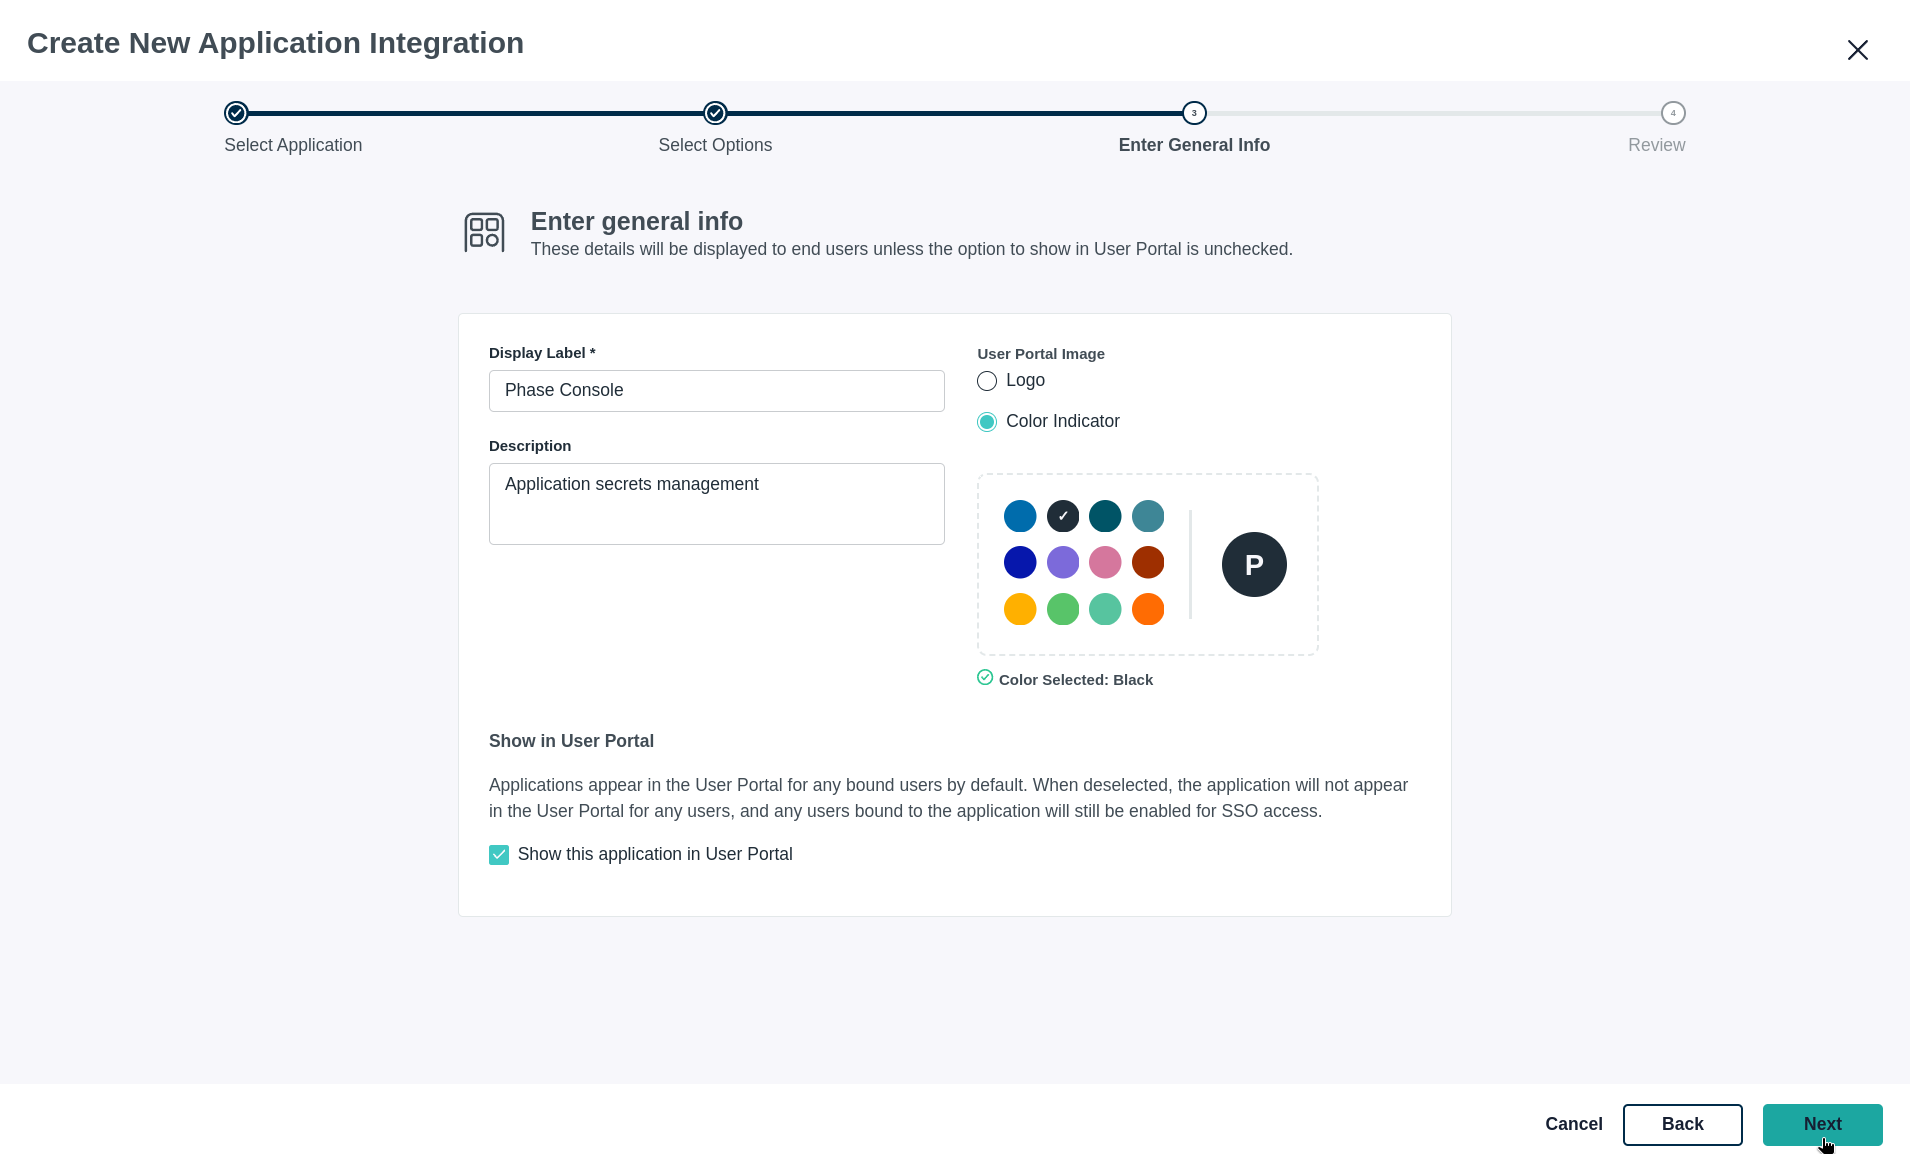 Create New Application Integration
3
4
Select Application
Select Options
Enter General Info
Review
Enter general info
These details will be displayed to end users unless the option to show in User Portal is unchecked.
Display Label *
Phase Console
Description
Application secrets management
User Portal Image
Logo
Color Indicator
P
Color Selected: Black
Show in User Portal
Applications appear in the User Portal for any bound users by default. When deselected, the application will not appear
in the User Portal for any users, and any users bound to the application will still be enabled for SSO access.
Show this application in User Portal
Cancel
Back
Next